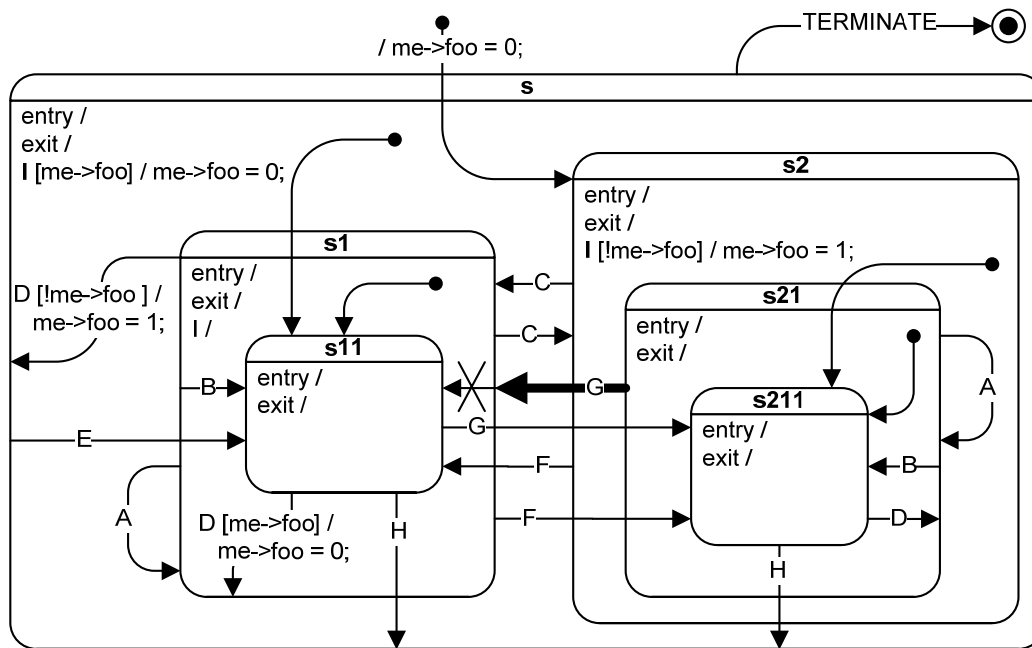 TERMINATE
/ me->foo = 0;
s
entry /
exit /
I [me->foo] / me->foo = 0;
s2
entry /
exit /
I [!me->foo] / me->foo = 1;
s1
entry /
exit /
I /
D [!me->foo ] /
me->foo = 1;
C
C
s21
entry /
exit /
s11
entry /
exit /
B
G
A
s211
entry /
exit /
G
E
F
B
A
D [me->foo] /
me->foo = 0;
H
F
D
H